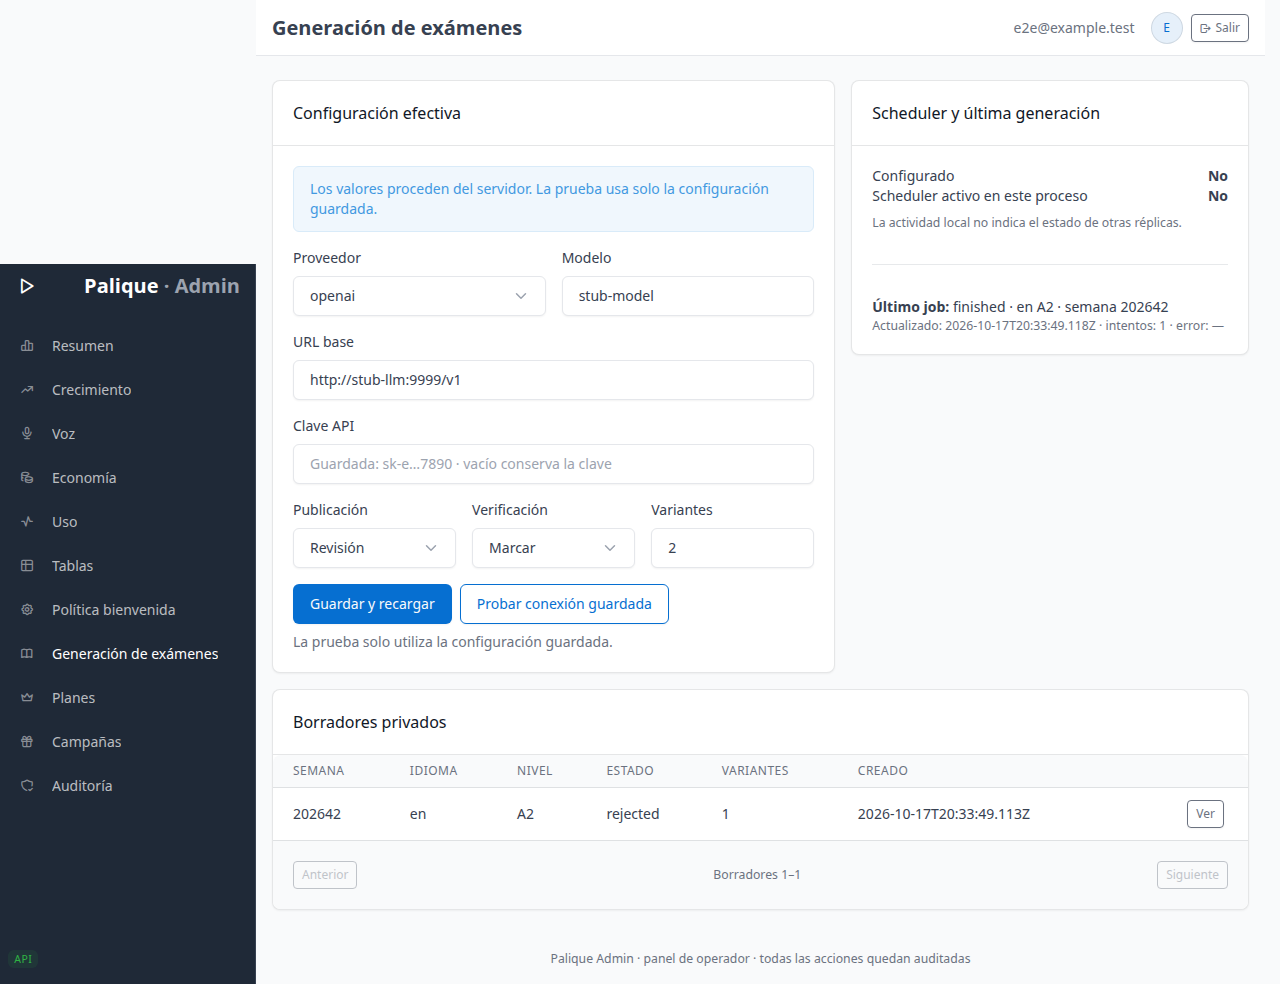 Generación de exámenes
e2e@example.test
E
Salir
Palique · Admin
Resumen
Crecimiento
Voz
Economía
Uso
Tablas
Política bienvenida
Generación de exámenes
Planes
Campañas
Auditoría
API
Configuración efectiva
Los valores proceden del servidor. La prueba usa solo la configuración
guardada.
Proveedor
Modelo
openai
stub-model
URL base
http://stub-llm:9999/v1
Clave API
Guardada: sk-e…7890 · vacío conserva la clave
Publicación
Verificación
Variantes
Revisión
Marcar
2
Guardar y recargar
Probar conexión guardada
La prueba solo utiliza la configuración guardada.
Scheduler y última generación
Configurado No
Scheduler activo en este proceso No
La actividad local no indica el estado de otras réplicas.
Último job: finished · en A2 · semana 202642
Actualizado: 2026-10-17T20:33:49.118Z · intentos: 1 · error: —
Borradores privados
SEMANA IDIOMA NIVEL ESTADO VARIANTES CREADO
202642 en A2 rejected 1 2026-10-17T20:33:49.113Z Ver
Anterior
Borradores 1–1
Siguiente
Palique Admin · panel de operador · todas las acciones quedan auditadas